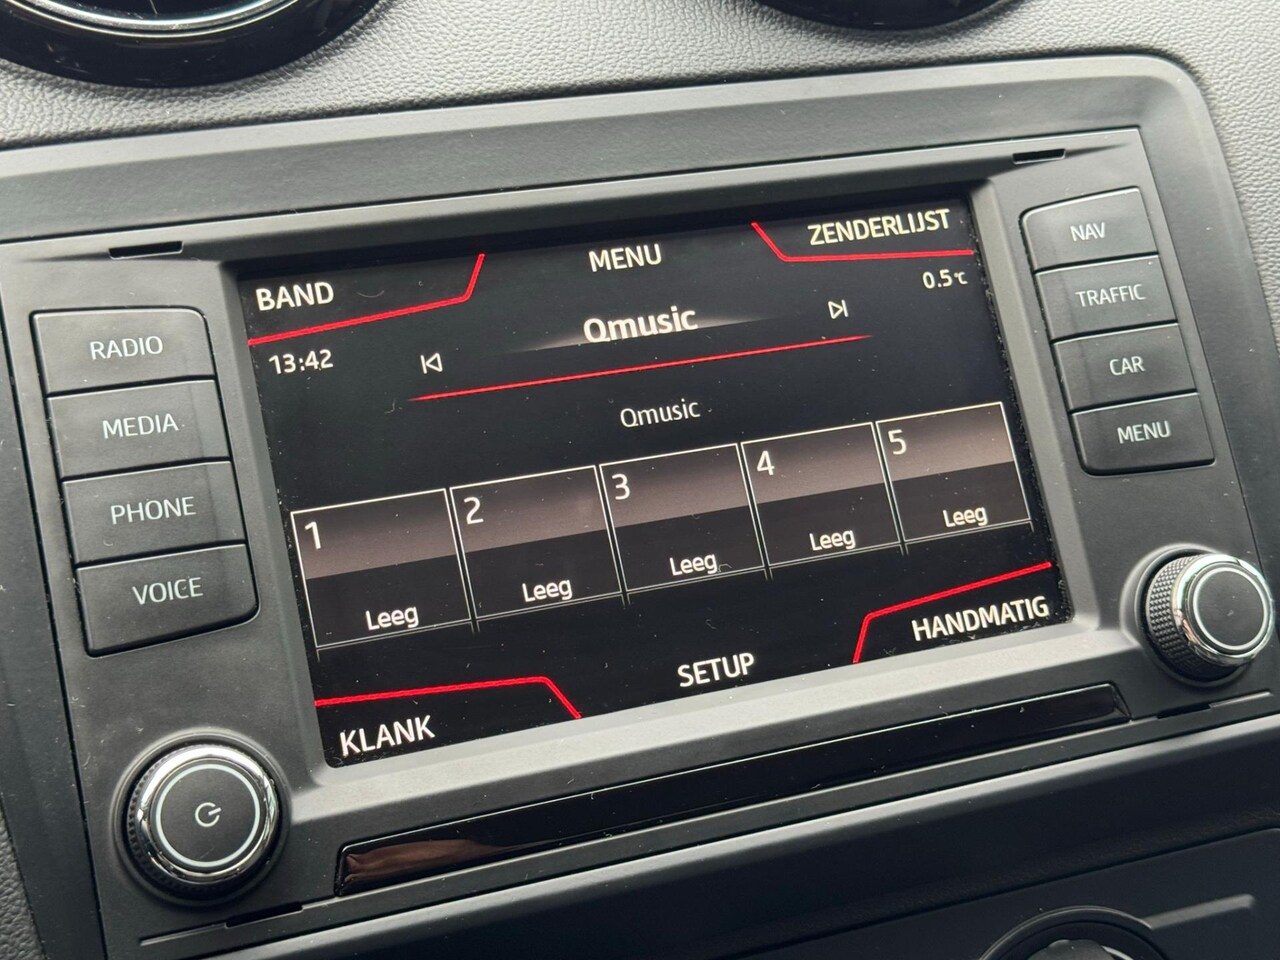 BAND
MENU
ZENDERLIJST
13:42
Qmusic
0.5°C
Qmusic
1
Leeg
2
Leeg
3
Leeg
4
Leeg
5
Leeg
KLANK
SETUP
HANDMATIG
RADIO
MEDIA
PHONE
VOICE
NAV
TRAFFIC
CAR
MENU